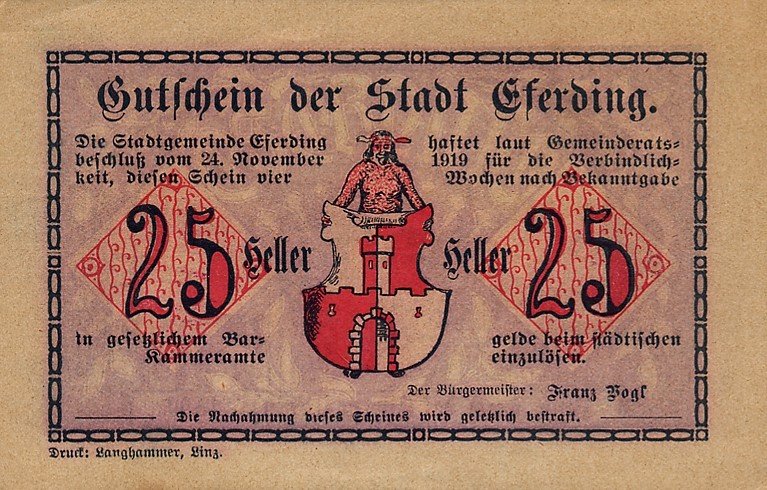 Gutschein der Stadt Eferding.
Die Stadtgemeinde Eferding haftet laut Gemeinderats-
beschluß vom 24. November 1919 für die Verbindlich-
keit, diesen Schein vier Wochen nach Bekanntgabe
25 Heller Heller 25
in gesetzlichem Bar- gelde beim städtischen
Kammeramte einzulösen.
Der Bürgermeister: Franz Vogl
Die Nachahmung dieses Scheines wird gesetzlich bestraft.
Druck: Langhammer, Linz.